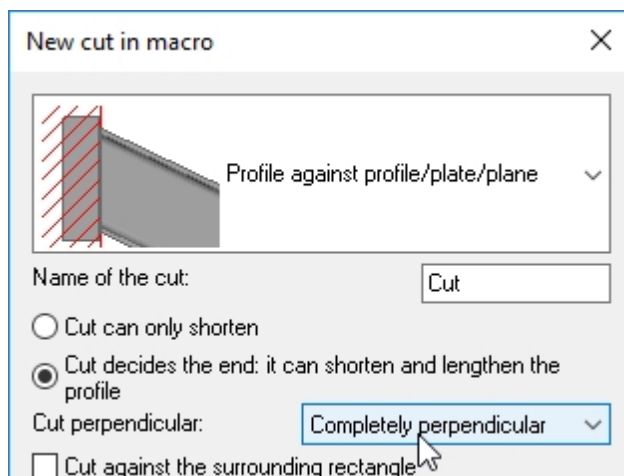 New cut in macro
Profile against profile/plate/plane
Name of the cut:
Cut
Cut can only shorten
Cut decides the end: it can shorten and lengthen the
profile
Cut perpendicular:
Completely perpendicular
Cut against the surrounding rectangle